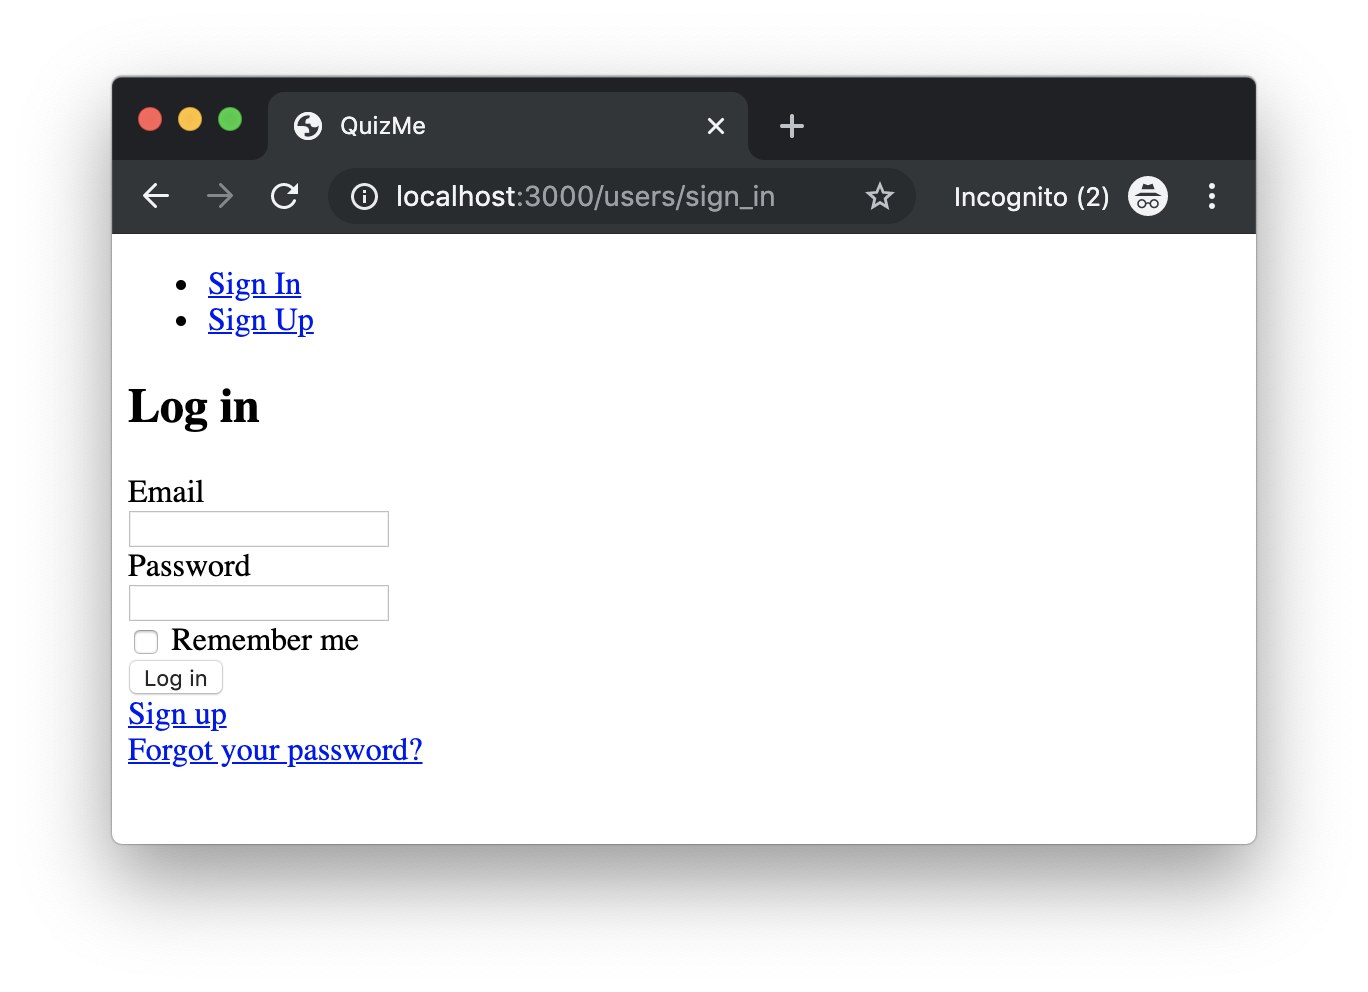 QuizMe
localhost:3000/users/sign_in Incognito (2)
Sign In
Sign Up
Log in
Email
Password
Remember me
Log in
Sign up
Forgot your password?